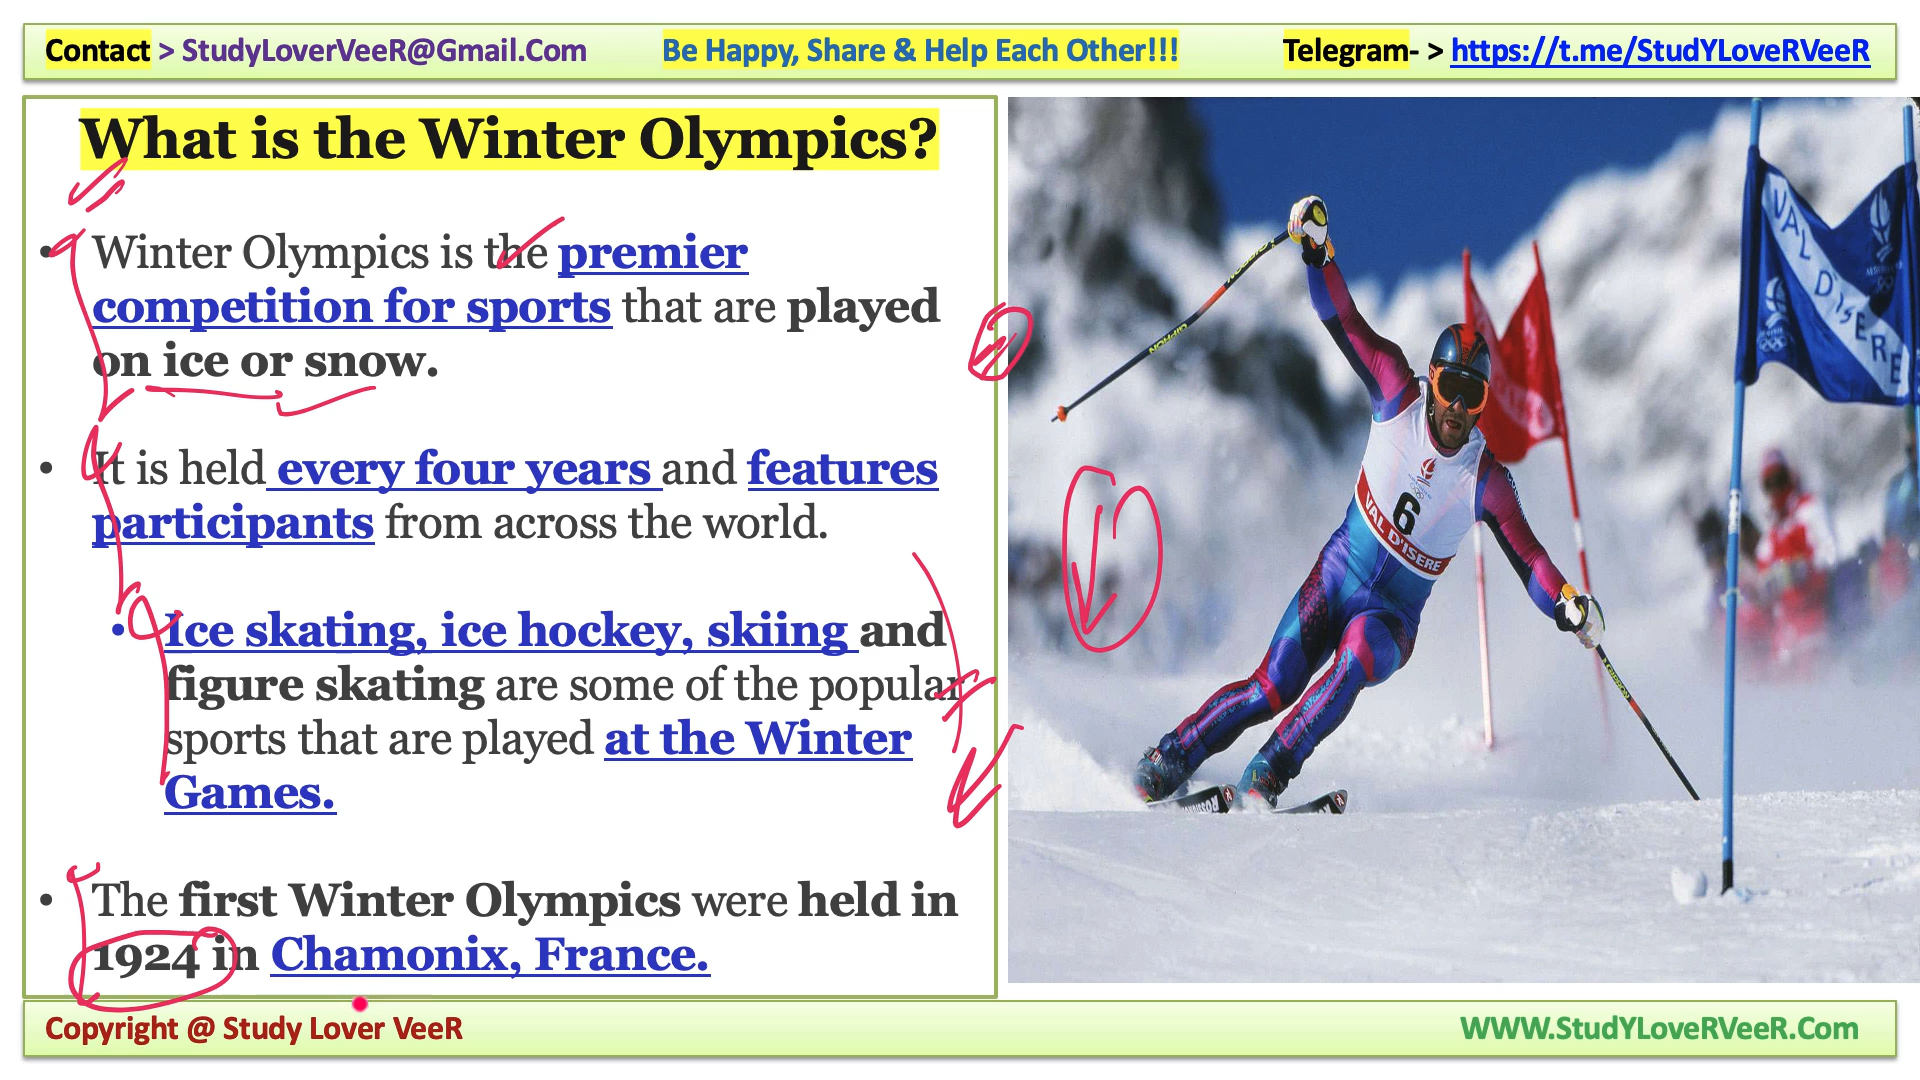 Contact > StudyLoverVeeR@Gmail.Com
Be Happy, Share & Help Each Other!!!
Telegram- > https://t.me/StudYLoveRVeeR
What is the Winter Olympics?
• Winter Olympics is the premier
competition for sports that are played
on ice or snow.
• It is held every four years and features
participants from across the world.
• Ice skating, ice hockey, skiing and
figure skating are some of the popular
sports that are played at the Winter
Games.
• The first Winter Olympics were held in
1924 in Chamonix, France.
VAL D'ISERE
6
VAL D'ISERE
ROSSIGNOL
Copyright @ Study Lover VeeR
WWW.StudYLoveRVeeR.Com